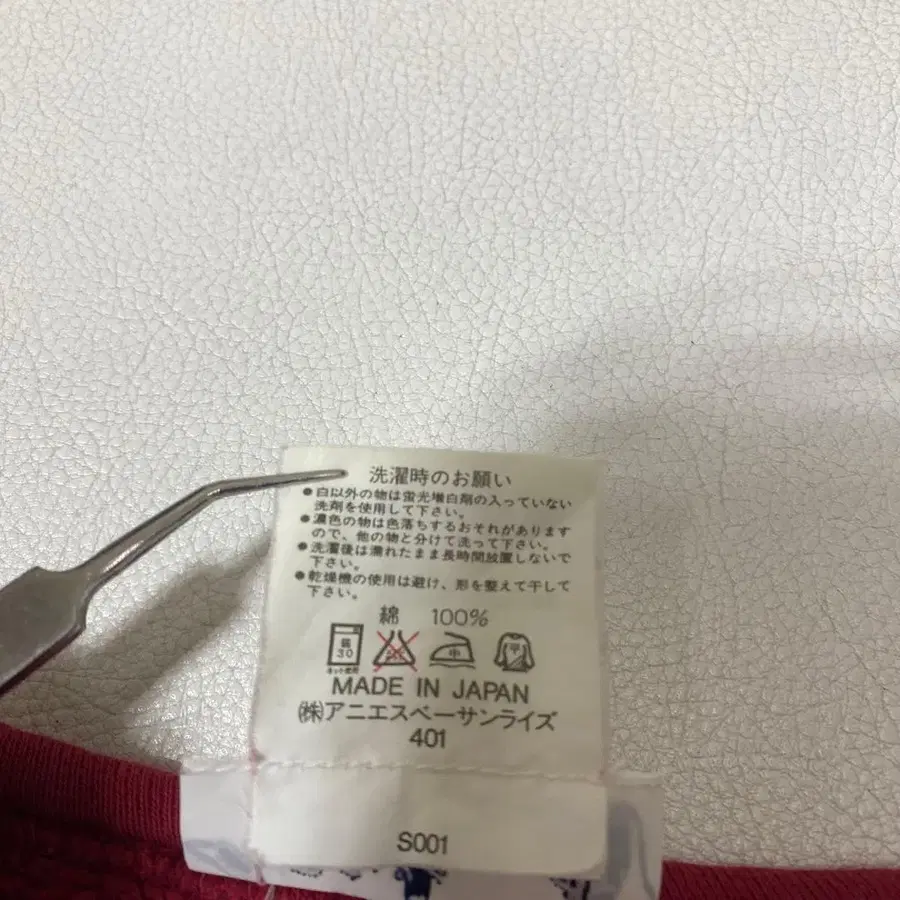 洗濯時のお願い
●白以外の物は蛍光増白剤の入っていない
洗剤を使用して下さい。
●濃色の物は色落ちするおそれがあります
ので、他の物と分けて洗って下さい。
●洗濯後は濡れたまま長時間放置しないで
下さい。
●乾燥機の使用は避け、形を整えて干して
下さい。
綿 100%
弱 30 中
ネット使用
MADE IN JAPAN
㈱アニエスベーサンライズ
401
S001